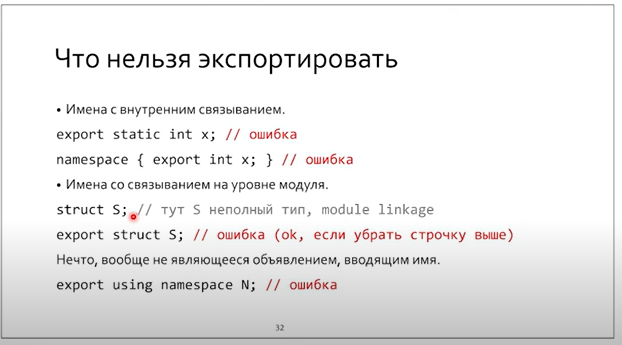 Что нельзя экспортировать
• Имена с внутренним связыванием.
export static int x; // ошибка
namespace { export int x; } // ошибка
• Имена со связыванием на уровне модуля.
struct S; // тут S неполный тип, module linkage
export struct S; // ошибка (ok, если убрать строчку выше)
Нечто, вообще не являющееся объявлением, вводящим имя.
export using namespace N; // ошибка
32